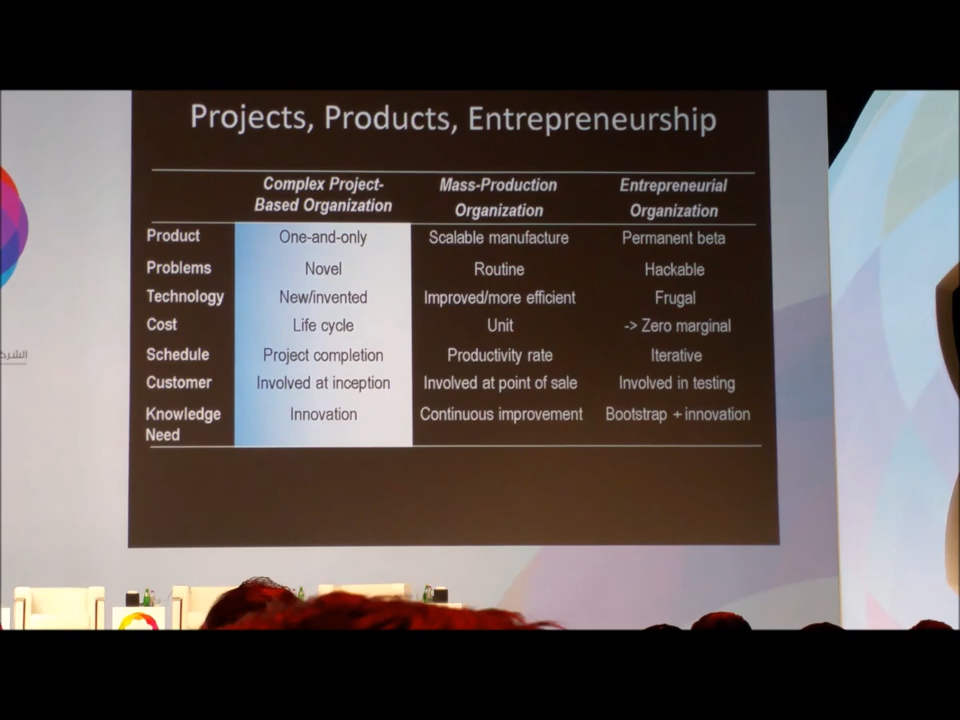 Projects, Products, Entrepreneurship
Complex Project- Mass-Production Entrepreneurial
Based Organization Organization Organization
Product One-and-only Scalable manufacture Permanent beta
Problems Novel Routine Hackable
Technology New/invented Improved/more efficient Frugal
Cost Life cycle Unit -> Zero marginal
Schedule Project completion Productivity rate Iterative
Customer Involved at inception Involved at point of sale Involved in testing
Knowledge Innovation Continuous improvement Bootstrap + innovation
Need